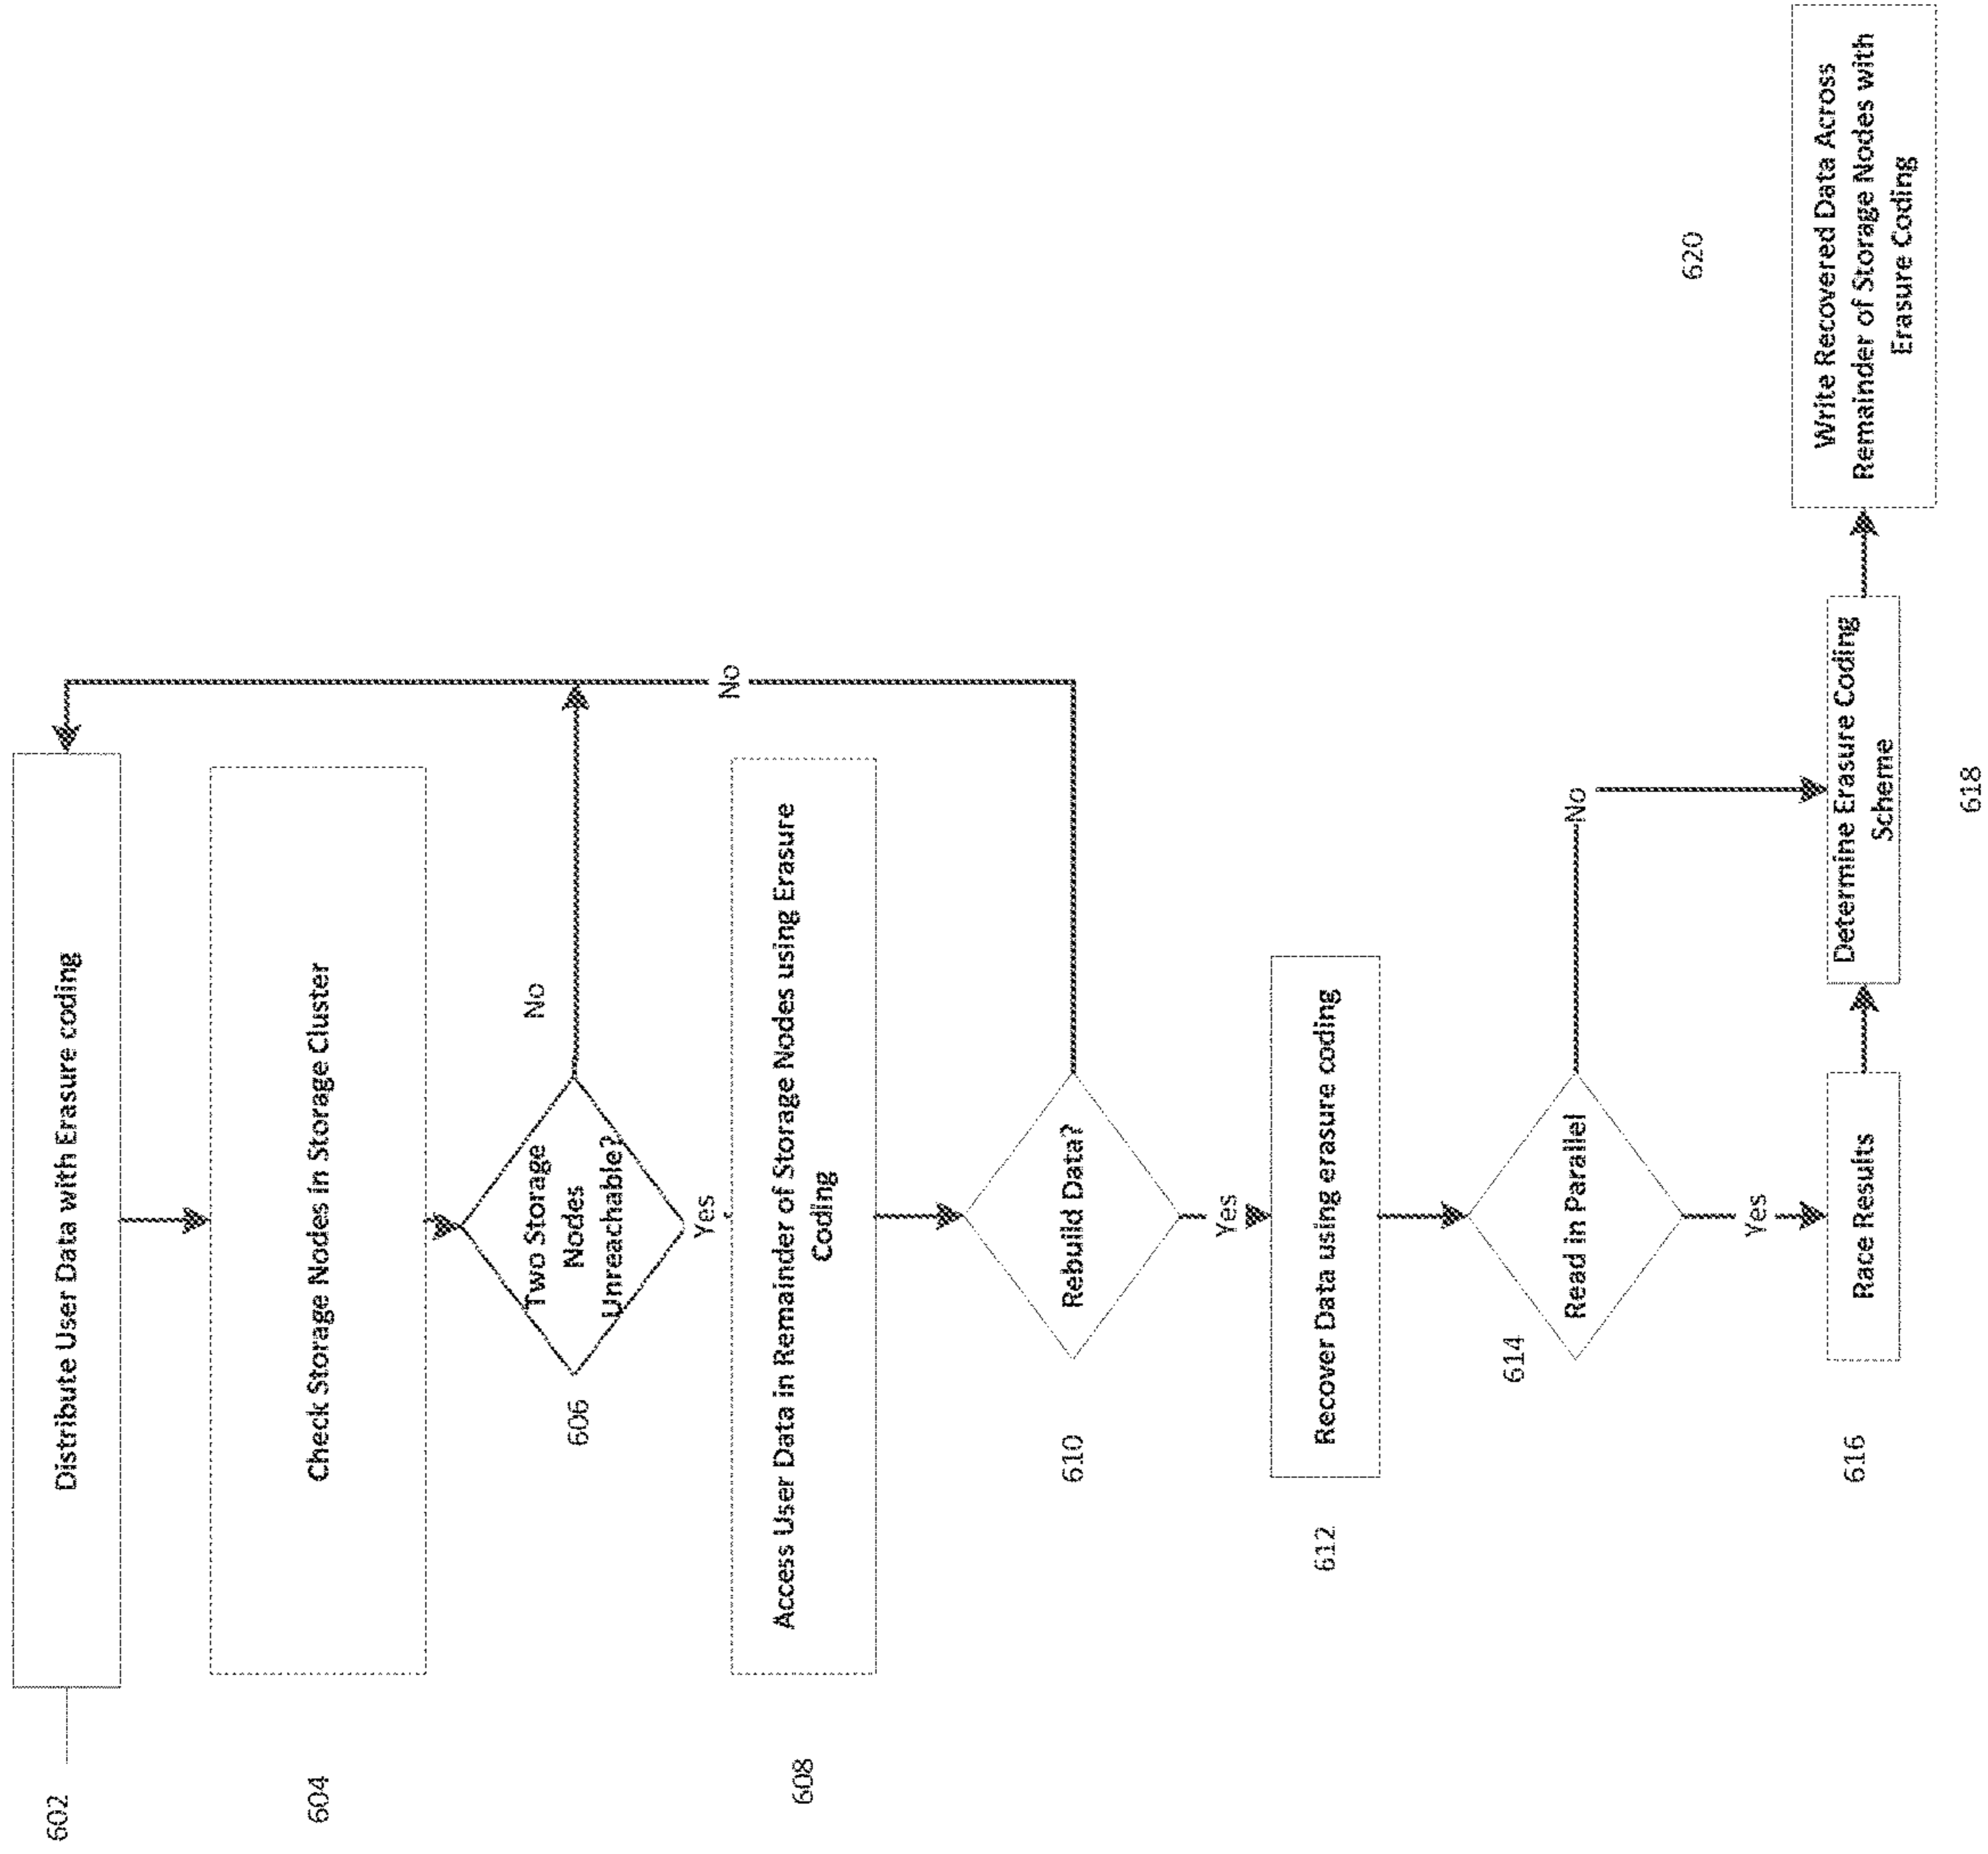 602
Distribute User Data with Erasure coding
604
Check Storage Nodes in Storage Cluster
606
Two Storage
Nodes
Unreachable?
No
Yes
608
Access User Data in Remainder of Storage Nodes using Erasure
Coding
No
610
Rebuild Data?
Yes
612
Recover Data using erasure coding
614
Read in Parallel
No
Yes
616
Race Results
Determine Erasure Coding
Scheme
618
620
Write Recovered Data Across
Remainder of Storage Nodes with
Erasure Coding